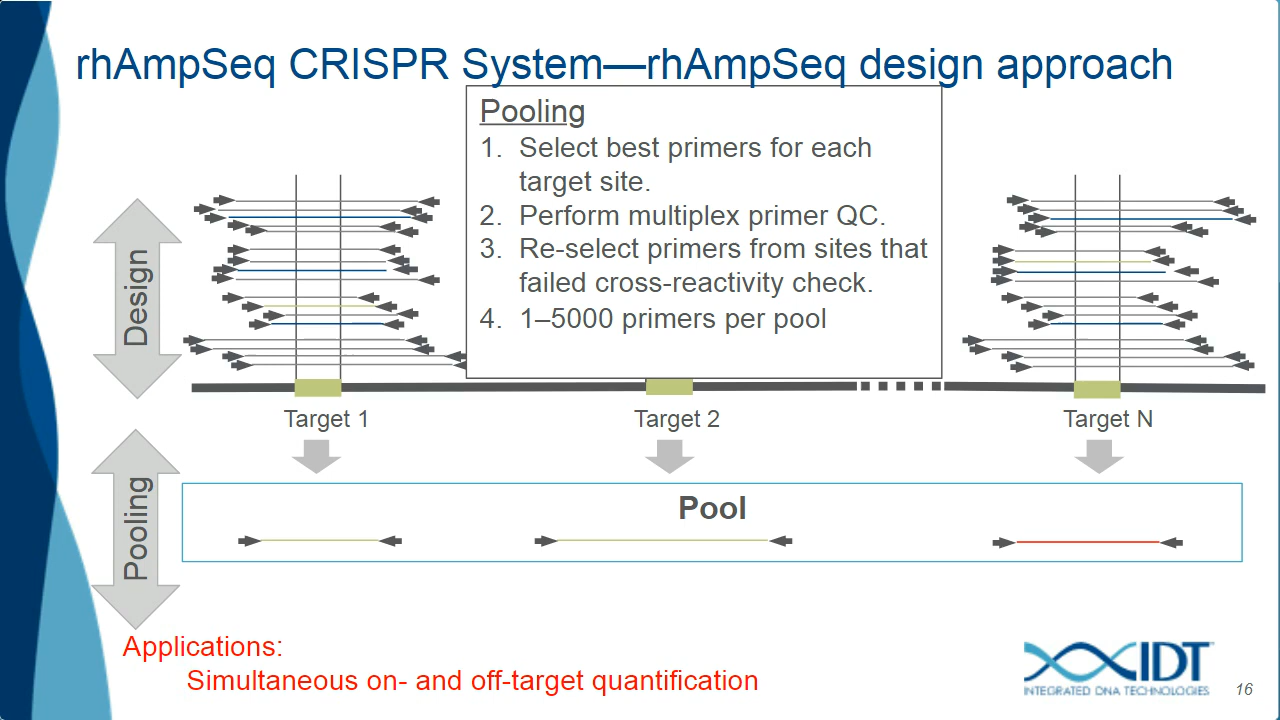 rhAmpSeq CRISPR System—rhAmpSeq design approach
Pooling
1. Select best primers for each
target site.
2. Perform multiplex primer QC.
3. Re-select primers from sites that
failed cross-reactivity check.
4. 1–5000 primers per pool
Design
Target 1
Target 2
Target N
Pooling
Pool
Applications:
Simultaneous on- and off-target quantification
IDT
INTEGRATED DNA TECHNOLOGIES
16